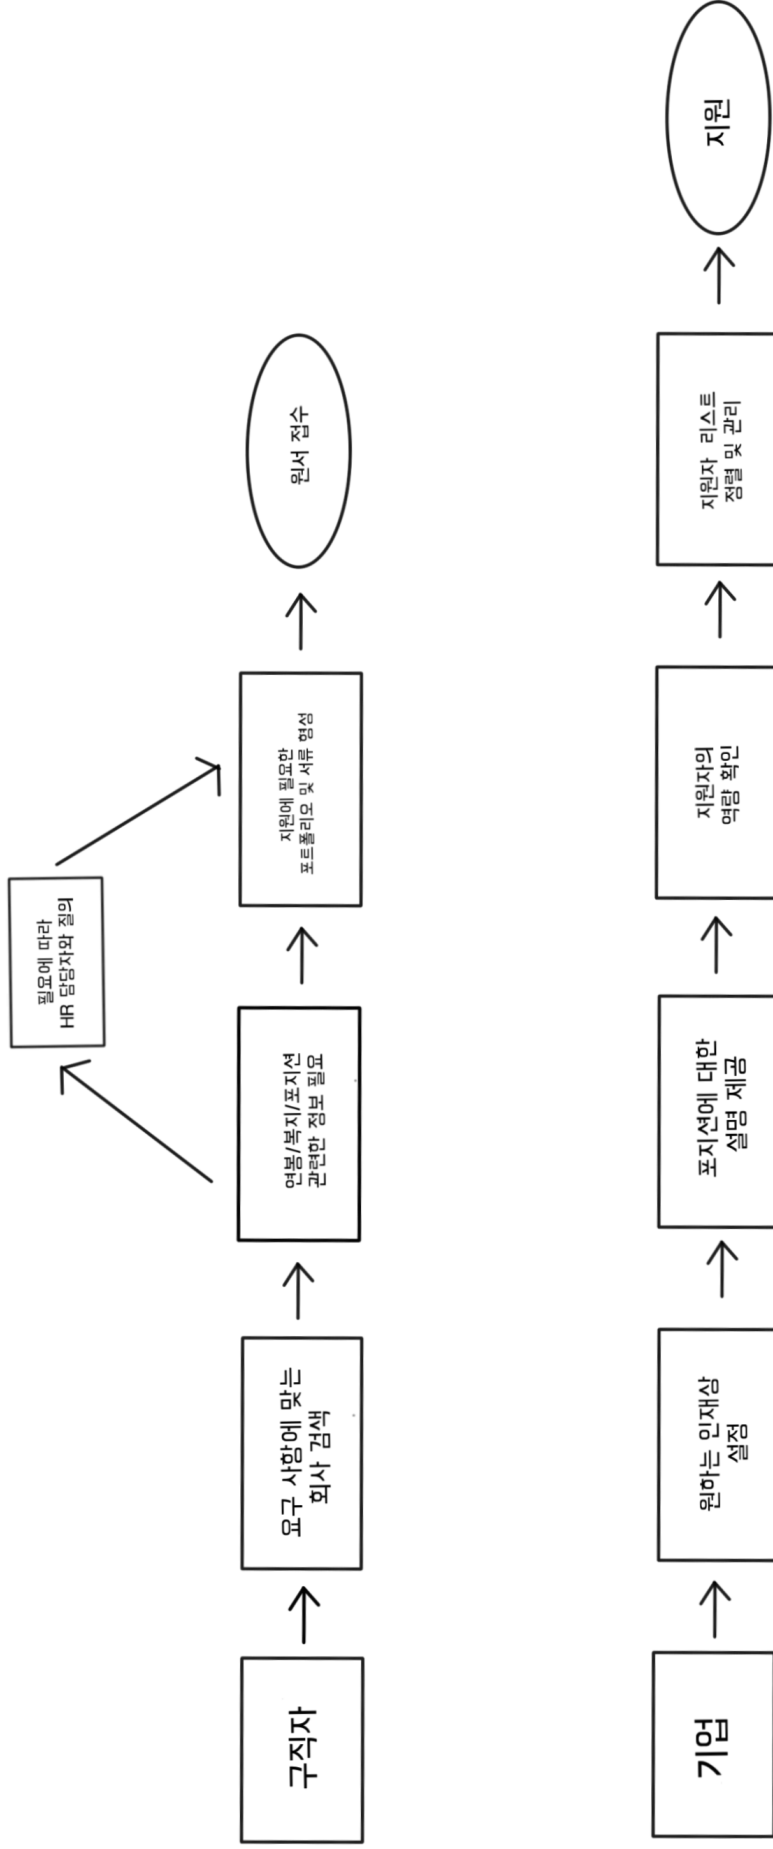 구직자
요구 사항에 맞는
회사 검색
연봉/복지/포지션
관련한 정보 필요
필요에 따라
HR 담당자와 질의
지원에 필요한
포트폴리오 및 서류 형성
원서 접수
기업
원하는 인재상
설정
포지션에 대한
설명 제공
지원자의
역량 확인
지원자 리스트
정렬 및 관리
지원